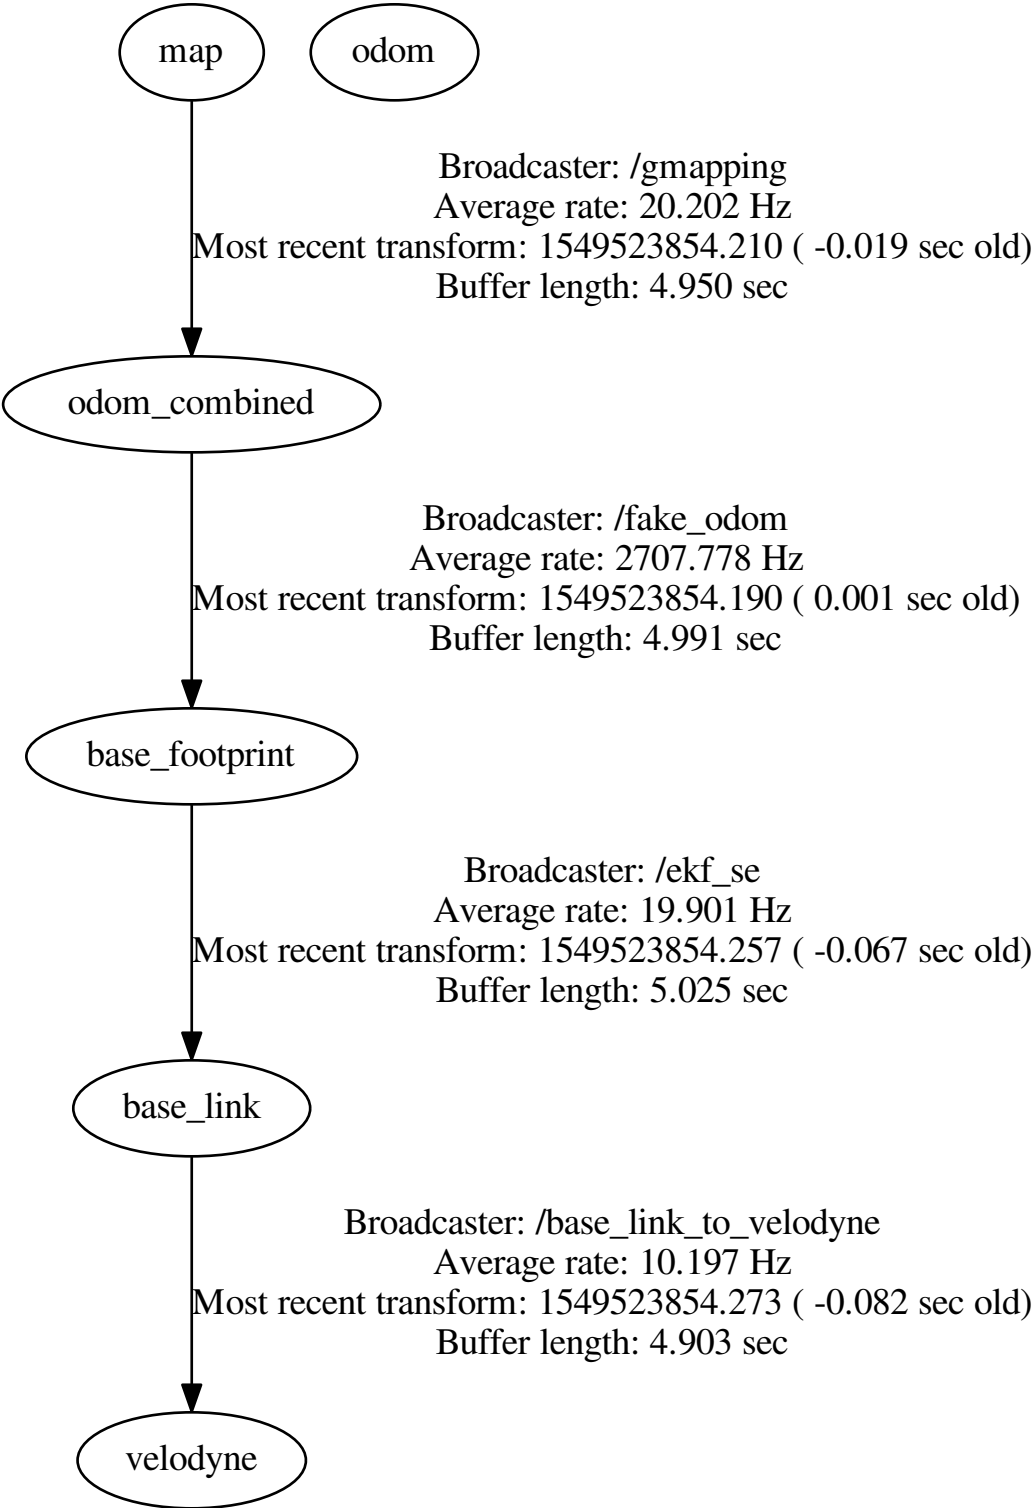 map
odom
Broadcaster: /gmapping
Average rate: 20.202 Hz
Most recent transform: 1549523854.210 ( -0.019 sec old)
Buffer length: 4.950 sec
odom_combined
Broadcaster: /fake_odom
Average rate: 2707.778 Hz
Most recent transform: 1549523854.190 ( 0.001 sec old)
Buffer length: 4.991 sec
base_footprint
Broadcaster: /ekf_se
Average rate: 19.901 Hz
Most recent transform: 1549523854.257 ( -0.067 sec old)
Buffer length: 5.025 sec
base_link
Broadcaster: /base_link_to_velodyne
Average rate: 10.197 Hz
Most recent transform: 1549523854.273 ( -0.082 sec old)
Buffer length: 4.903 sec
velodyne